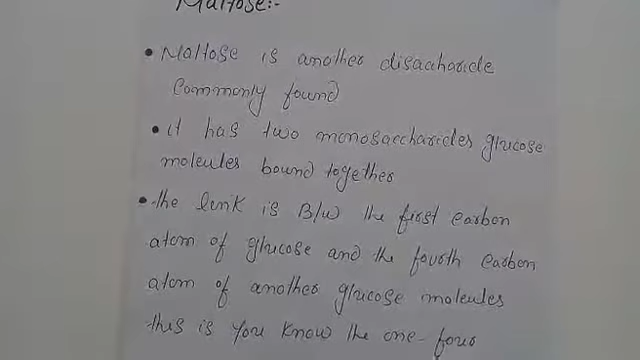 Maltose:-
• Maltose is another disaccharide
commonly found
• it has two monosaccharides glucose
molecules bound together
• the link is B/w the first carbon
atom of glucose and the fourth carbon
atom of another glucose molecules
this is you know the one-four